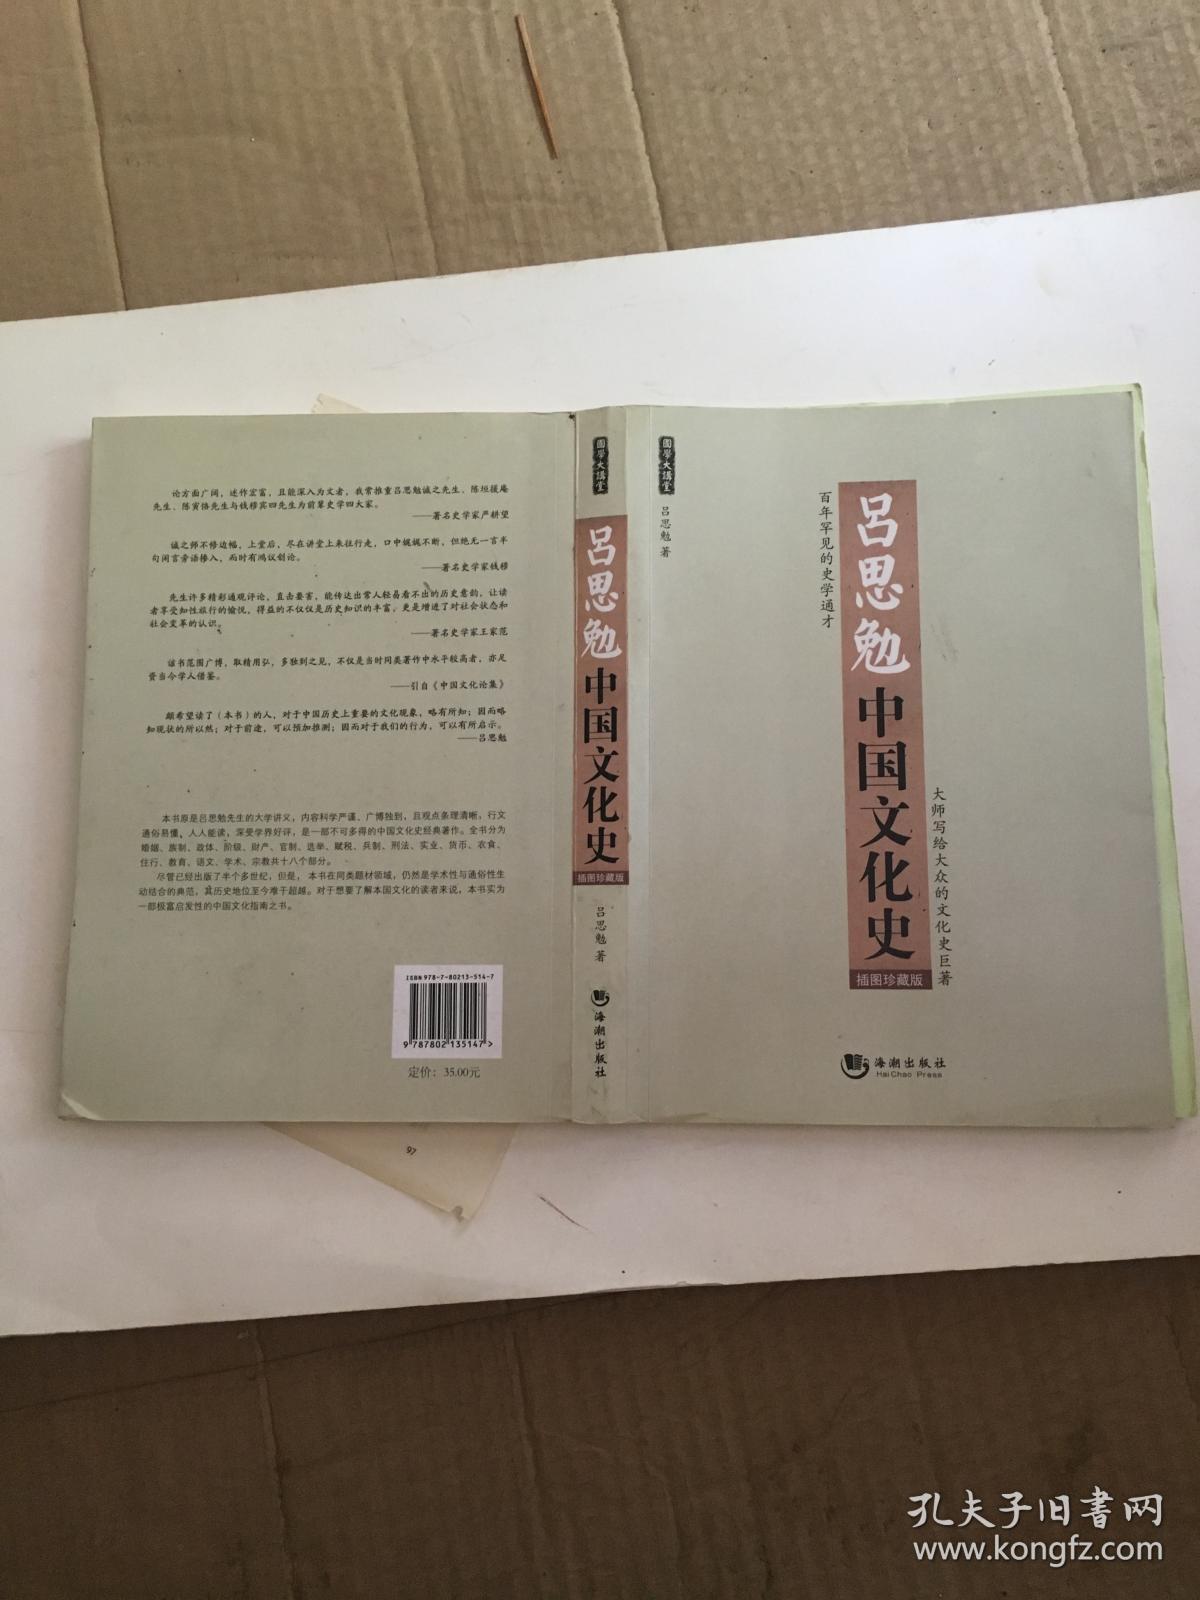 论方面广阔，述作宏富，且能深入为文者，我常推重吕思勉诚之先生、陈垣援庵
先生、陈寅恪先生与钱穆宾四先生为前辈史学四大家。
——著名史学家严耕望
诚之师不修边幅，上堂后，尽在讲堂上来往行走，口中娓娓不断，但绝无一言半
句闲言旁语掺入，而时有鸿议创论。
——著名史学家钱穆
先生许多精彩通观评论，直击要害，能传达出常人轻易看不出的历史意韵，让读
者享受知性旅行的愉悦，得益的不仅仅是历史知识的丰富，更是增进了对社会状态和
社会变革的认识。
——著名史学家王家范
该书范围广博，取精用弘，多独到之见，不仅是当时同类著作中水平较高者，亦足
资当今学人借鉴。
——引自《中国文化论集》
颇希望读了（本书）的人，对于中国历史上重要的文化现象，略有所知；因而略
知现状的所以然；对于前途，可以预加推测；因而对于我们的行为，可以有所启示。
——吕思勉
本书原是吕思勉先生的大学讲义，内容科学严谨、广博独到，且观点条理清晰，行文
通俗易懂、人人能读，深受学界好评，是一部不可多得的中国文化史经典著作。全书分为
婚姻、族制、政体、阶级、财产、官制、选举、赋税、兵制、刑法、实业、货币、衣食、
住行、教育、语文、学术、宗教共十八个部分。
尽管已经出版了半个多世纪，但是，本书在同类题材领域，仍然是学术性与通俗性生
动结合的典范，其历史地位至今难于超越。对于想要了解本国文化的读者来说，本书实为
一部极富启发性的中国文化指南之书。
ISBN 978-7-80213-514-7
9 787802 135147 >
定价：35.00元
97
國學大講堂
吕思勉
中国文化史
插图珍藏版
吕思勉 著
海潮出版社
國學大講堂
吕思勉 著
百年罕见的史学通才
吕思勉
中国文化史
插图珍藏版
大师写给大众的文化史巨著
海潮出版社
HaiChao Press
孔夫子旧书网
www.kongfz.com